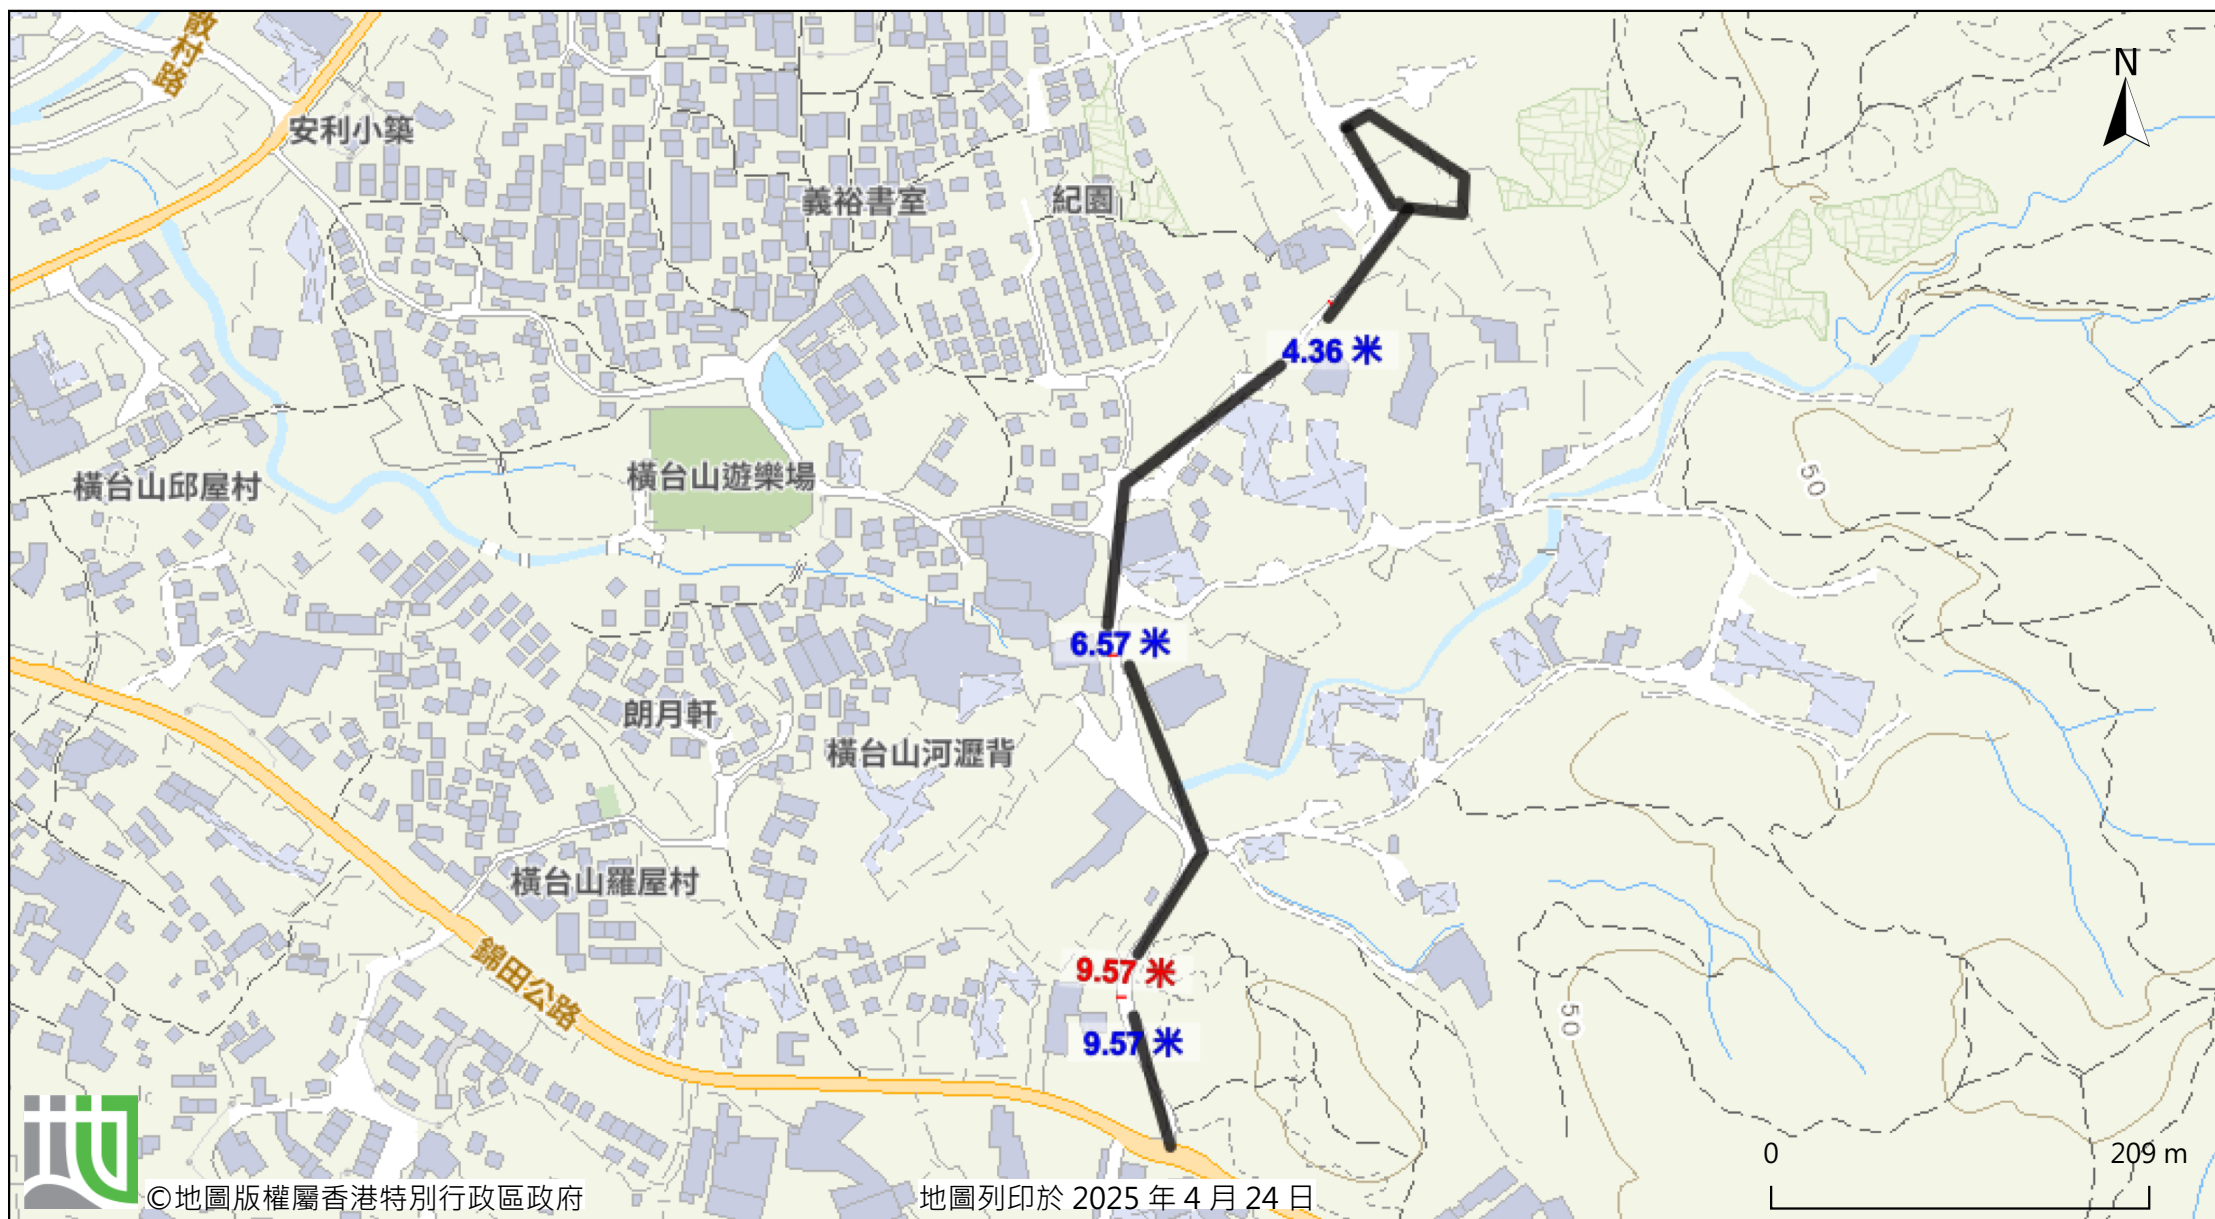 散村路
N
安利小築
義裕書室
紀園
4.36 米
橫台山遊樂場
橫台山邱屋村
50
6.57 米
朗月軒
橫台山河瀝背
橫台山羅屋村
錦田公路
9.57 米
50
9.57 米
0
209 m
©地圖版權屬香港特別行政區政府
地圖列印於 2025 年 4 月 24 日